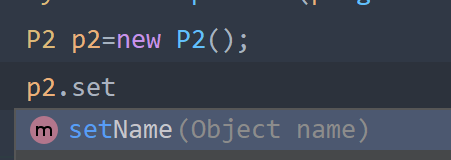 P2 p2=new P2();
p2.set
m setName(Object name)